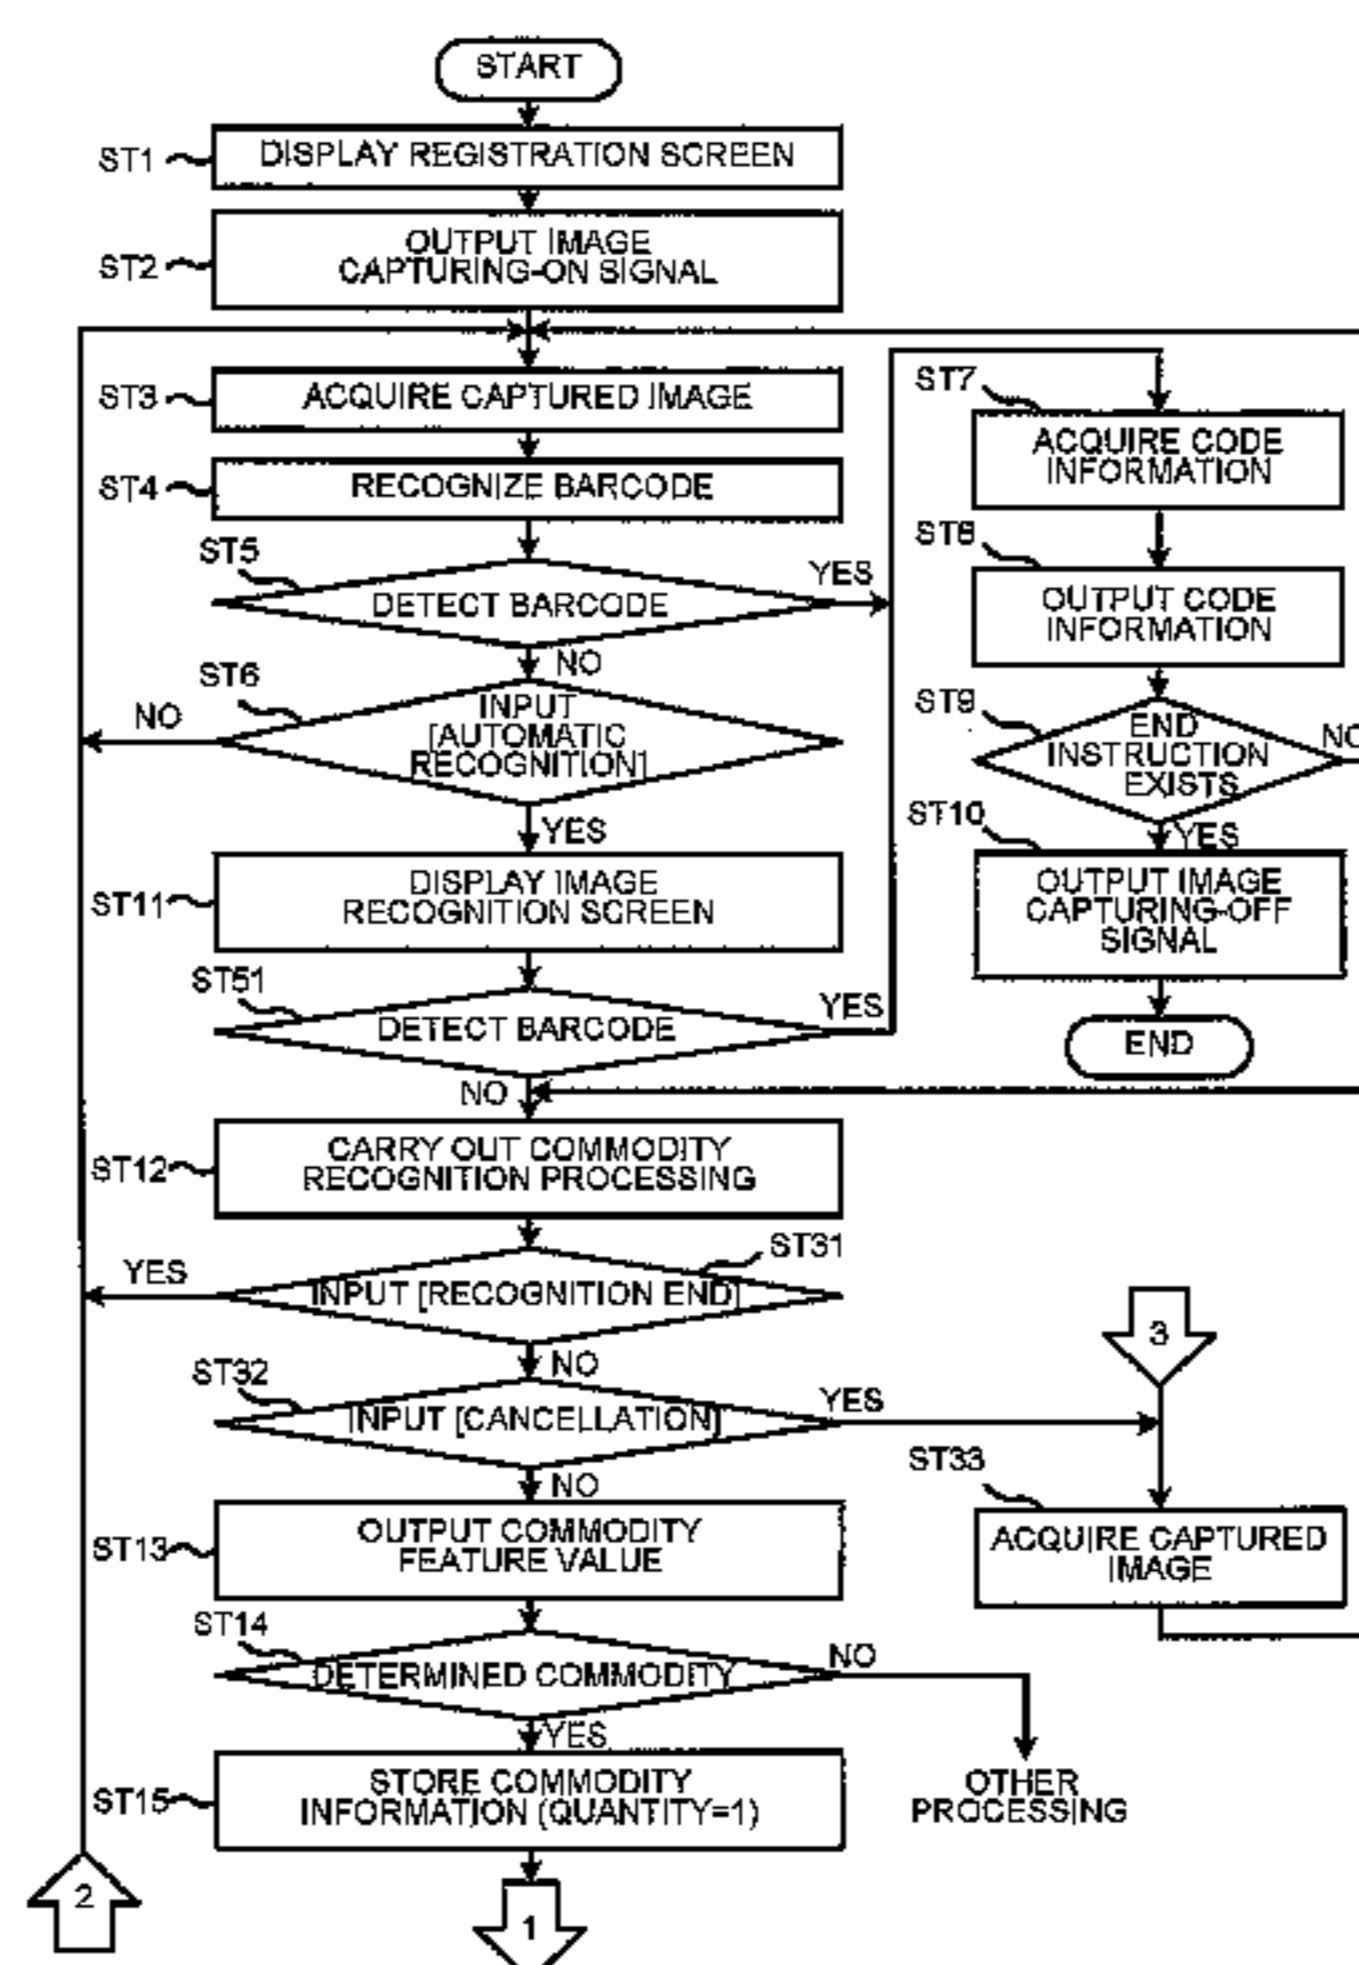 START
ST1
DISPLAY REGISTRATION SCREEN
ST2
OUTPUT IMAGE
CAPTURING-ON SIGNAL
ST3
ACQUIRE CAPTURED IMAGE
ST4
RECOGNIZE BARCODE
ST5
DETECT BARCODE
YES
NO
ST6
INPUT
[AUTOMATIC
RECOGNITION]
NO
YES
ST7
ACQUIRE CODE
INFORMATION
ST8
OUTPUT CODE
INFORMATION
ST9
END
INSTRUCTION
EXISTS
NO
YES
ST10
OUTPUT IMAGE
CAPTURING-OFF
SIGNAL
END
ST11
DISPLAY IMAGE
RECOGNITION SCREEN
ST51
DETECT BARCODE
YES
NO
ST12
CARRY OUT COMMODITY
RECOGNITION PROCESSING
ST31
INPUT [RECOGNITION END]
YES
NO
ST32
INPUT [CANCELLATION]
YES
NO
3
ST33
ACQUIRE CAPTURED
IMAGE
ST13
OUTPUT COMMODITY
FEATURE VALUE
ST14
DETERMINED COMMODITY
NO
YES
OTHER
PROCESSING
ST15
STORE COMMODITY
INFORMATION (QUANTITY=1)
2
1